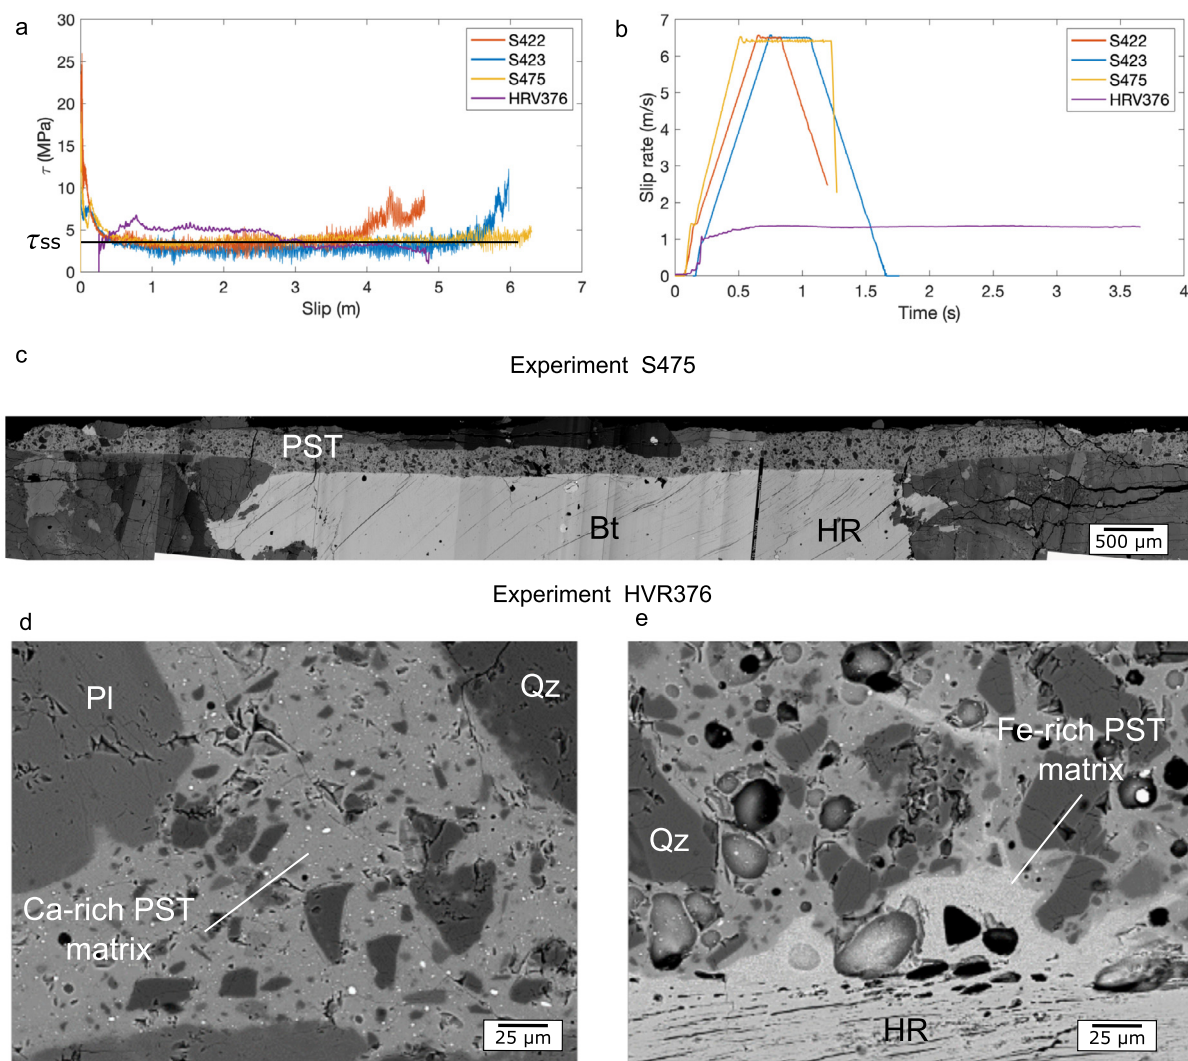 a
30
25
20
15
10
5
0
τ (MPa)
τss
0 1 2 3 4 5 6 7
Slip (m)
S422
S423
S475
HRV376
b
7
6
5
4
3
2
1
0
Slip rate (m/s)
0 0.5 1 1.5 2 2.5 3 3.5 4
Time (s)
S422
S423
S475
HRV376
c
Experiment S475
PST
Bt
HR
500 µm
Experiment HVR376
d
Pl
Qz
Ca-rich PST
matrix
25 µm
e
Fe-rich PST
matrix
Qz
HR
25 µm